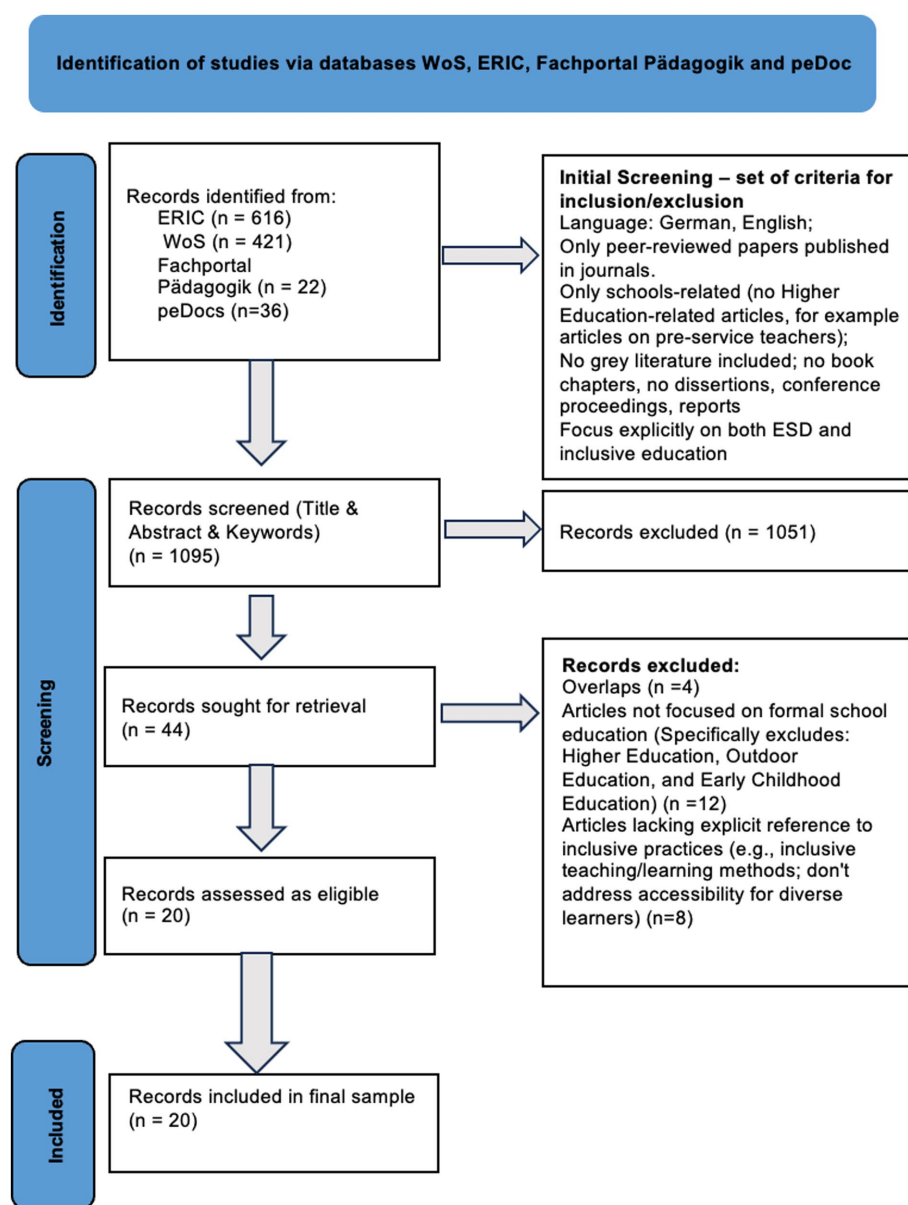 Identification of studies via databases WoS, ERIC, Fachportal Pädagogik and peDoc
Identification
Records identified from:
ERIC (n = 616)
WoS (n = 421)
Fachportal
Pädagogik (n = 22)
peDocs (n=36)
Initial Screening – set of criteria for
inclusion/exclusion
Language: German, English;
Only peer-reviewed papers published
in journals.
Only schools-related (no Higher
Education-related articles, for example
articles on pre-service teachers);
No grey literature included; no book
chapters, no dissertions, conference
proceedings, reports
Focus explicitly on both ESD and
inclusive education
Screening
Records screened (Title &
Abstract & Keywords)
(n = 1095)
Records excluded (n = 1051)
Records sought for retrieval
(n = 44)
Records excluded:
Overlaps (n =4)
Articles not focused on formal school
education (Specifically excludes:
Higher Education, Outdoor
Education, and Early Childhood
Education) (n =12)
Articles lacking explicit reference to
inclusive practices (e.g., inclusive
teaching/learning methods; don't
address accessibility for diverse
learners) (n=8)
Records assessed as eligible
(n = 20)
Included
Records included in final sample
(n = 20)